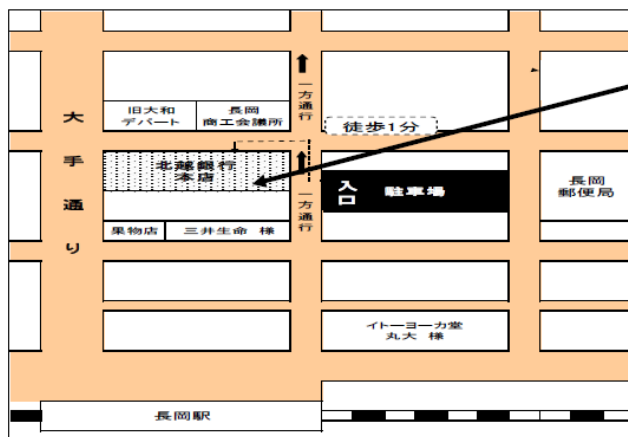 一方通行
旧大和
デパート
長岡
商工会議所
徒歩1分
大手通り
北越銀行
本店
一方通行
入口
駐車場
長岡
郵便局
果物店
三井生命 様
イトーヨーカ堂
丸大 様
長岡駅